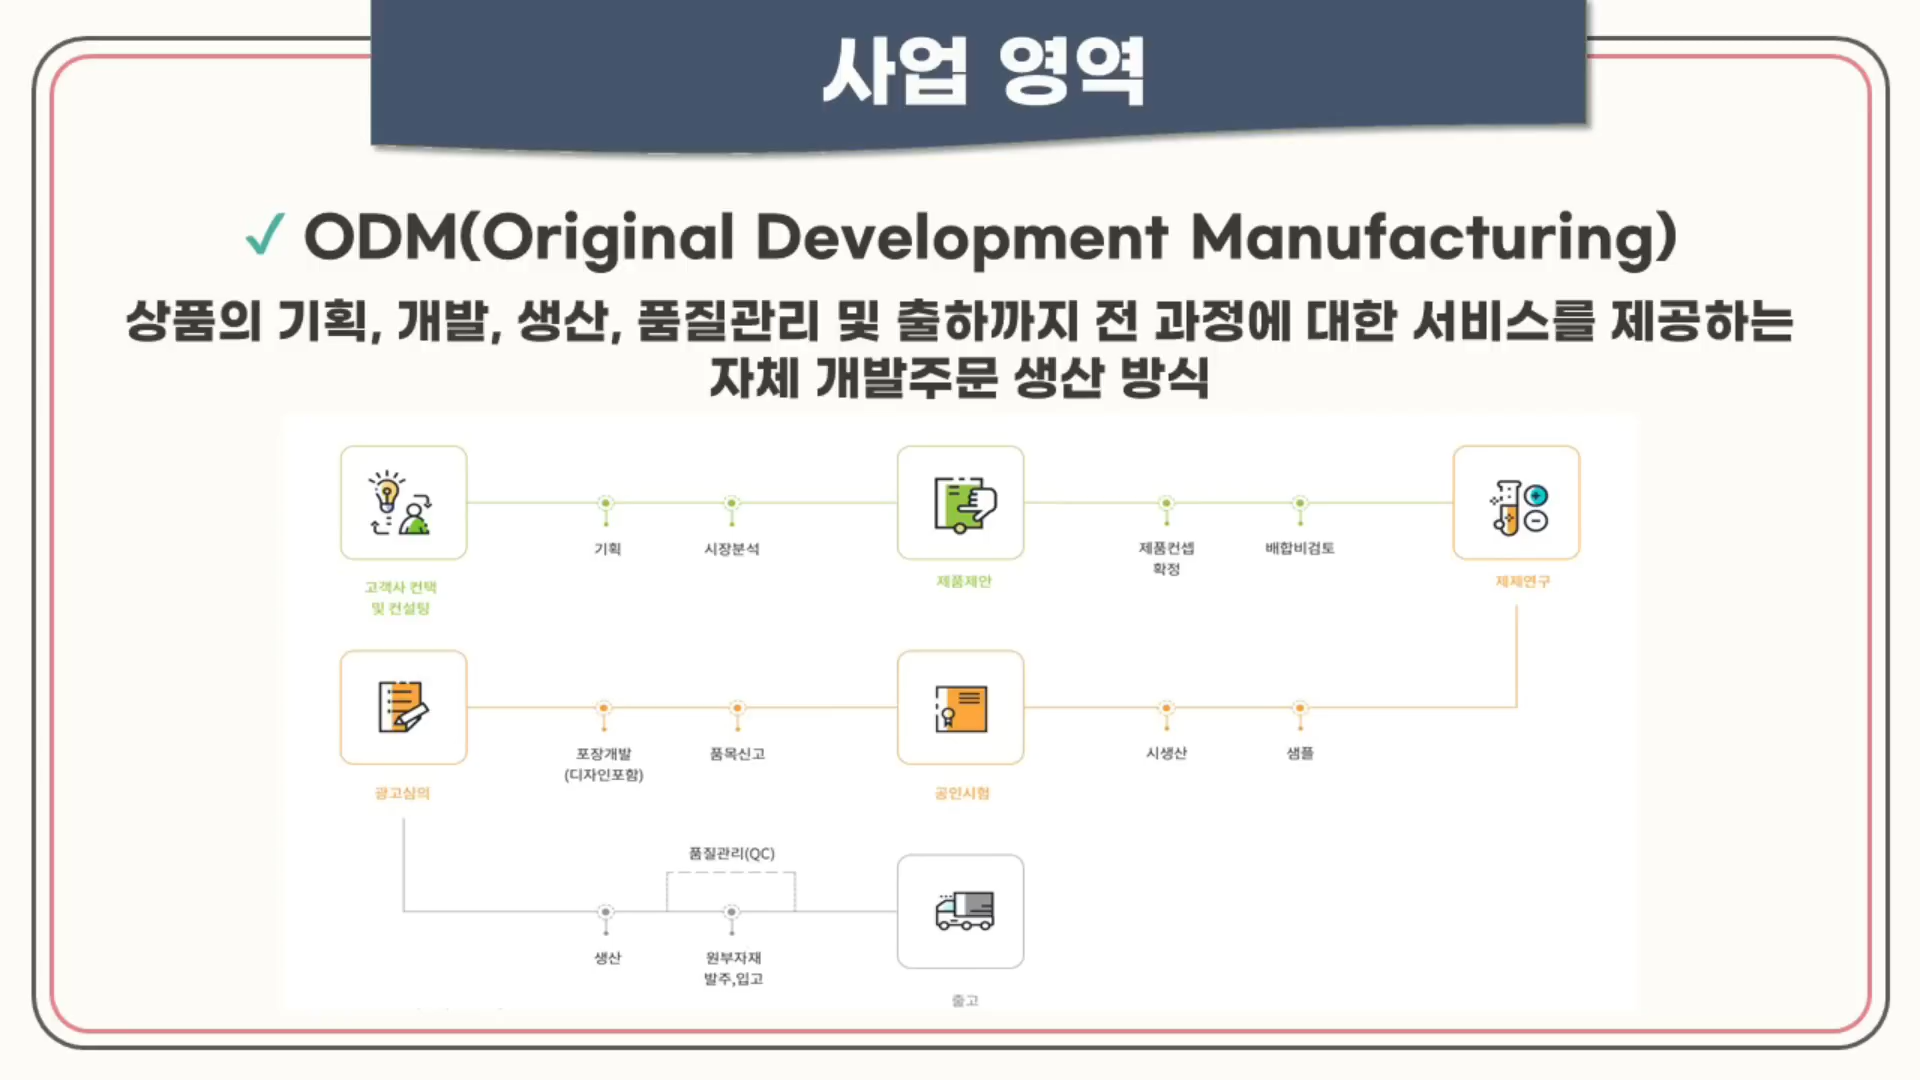 사업 영역
✓ ODM(Original Development Manufacturing)
상품의 기획, 개발, 생산, 품질관리 및 출하까지 전 과정에 대한 서비스를 제공하는
자체 개발주문 생산 방식
고객사 컨택
및 컨설팅
기획
시장분석
제품제안
제품컨셉
확정
배합비검토
제제연구
광고심의
포장개발
(디자인포함)
품목신고
공인시험
시생산
샘플
품질관리(QC)
생산
원부자재
발주,입고
출고